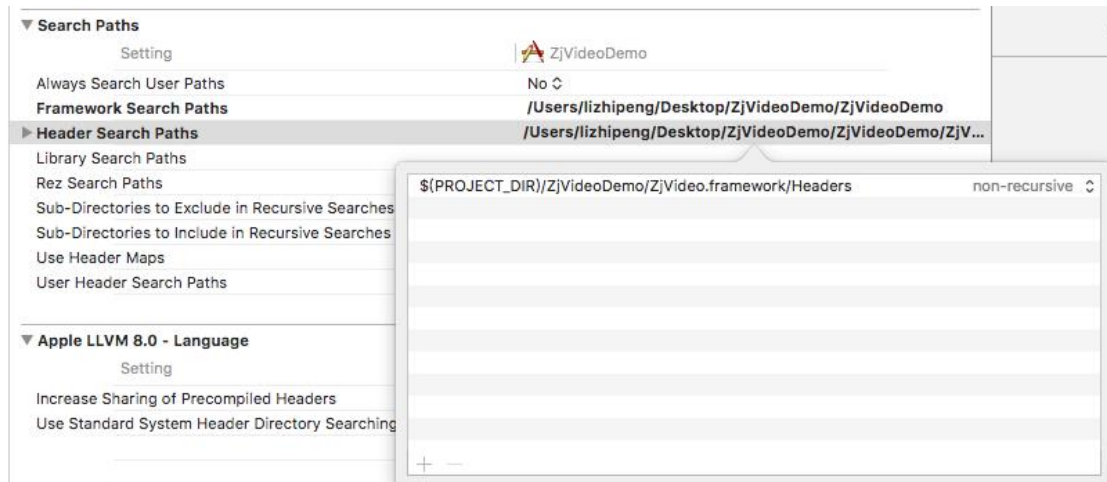 Search Paths
Setting ZjVideoDemo
Always Search User Paths No
Framework Search Paths /Users/lizhipeng/Desktop/ZjVideoDemo/ZjVideoDemo
Header Search Paths /Users/lizhipeng/Desktop/ZjVideoDemo/ZjVideoDemo/ZjV...
Library Search Paths
Rez Search Paths $(PROJECT_DIR)/ZjVideoDemo/ZjVideo.framework/Headers non-recursive
Sub-Directories to Exclude in Recursive Searches
Sub-Directories to Include in Recursive Searches
Use Header Maps
User Header Search Paths
Apple LLVM 8.0 - Language
Setting
Increase Sharing of Precompiled Headers
Use Standard System Header Directory Searching